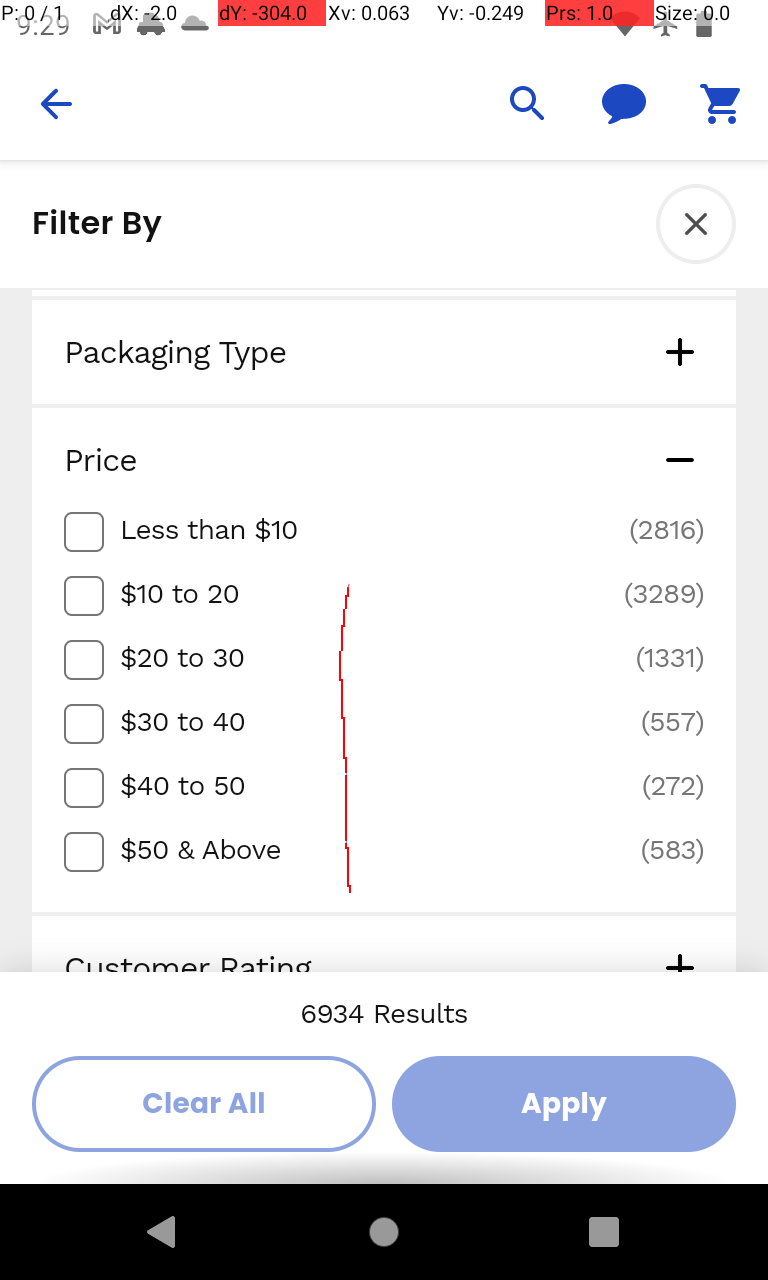 P: 0 / 1 dX: -2.0 dY: -304.0 Xv: 0.063 Yv: -0.249 Prs: 1.0 Size: 0.0
9:29
Filter By
Packaging Type
Price
Less than $10 (2816)
$10 to 20 (3289)
$20 to 30 (1331)
$30 to 40 (557)
$40 to 50 (272)
$50 & Above (583)
Customer Rating
6934 Results
Clear All Apply